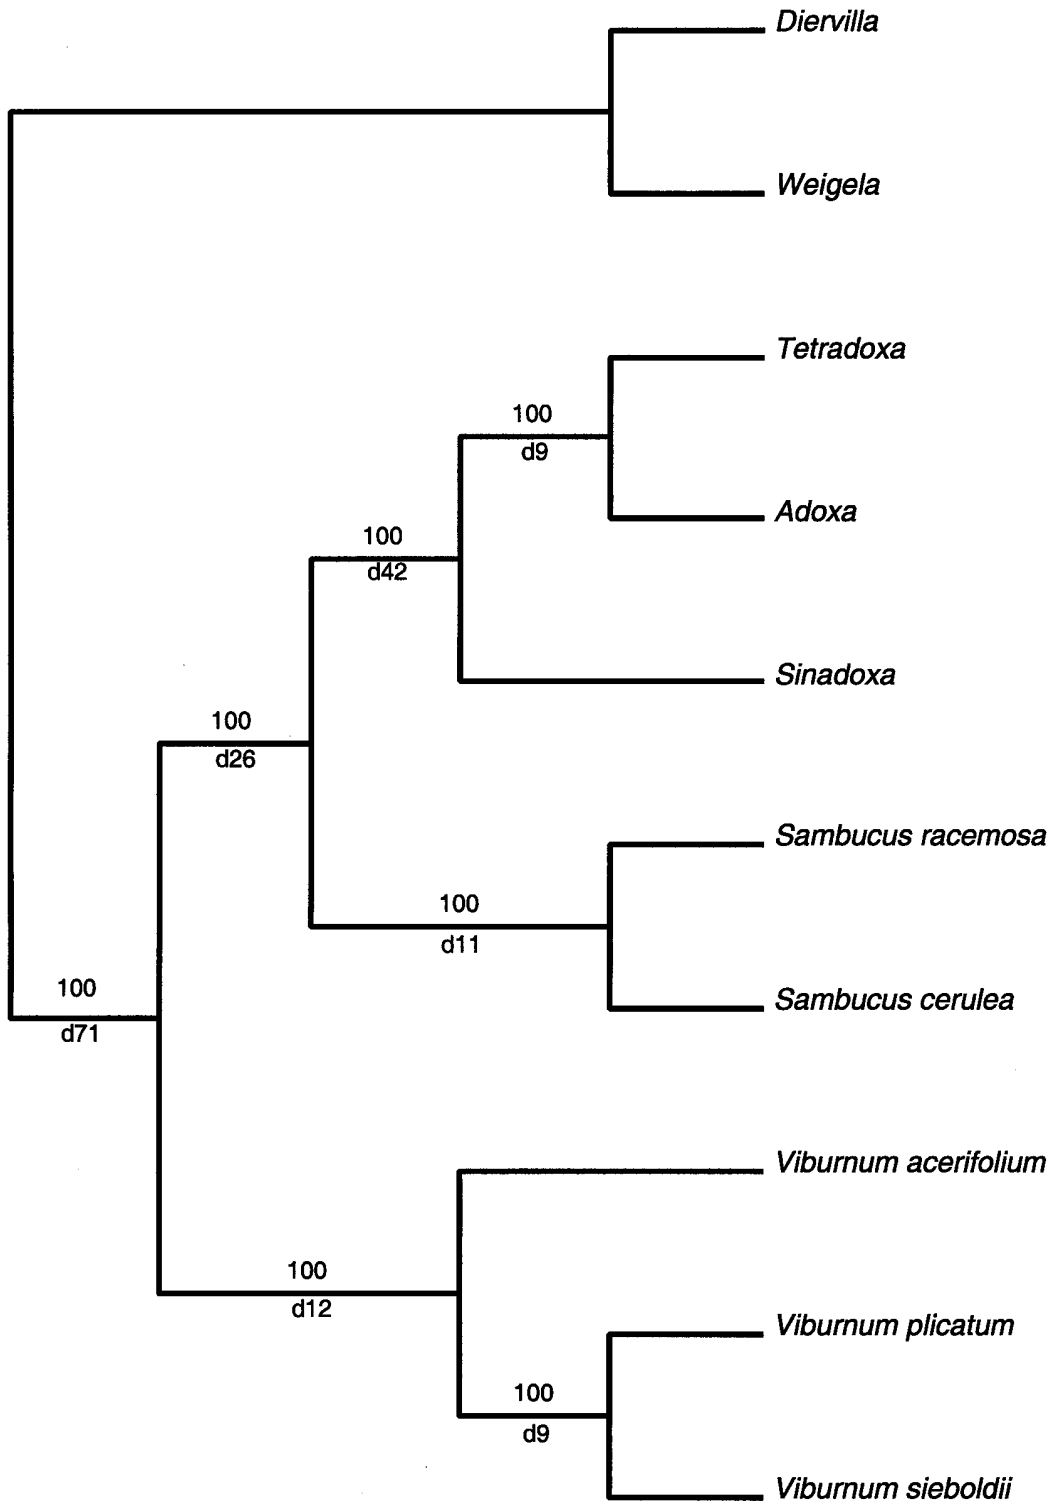 Diervilla
Weigela
Tetradoxa
100
d9
Adoxa
100
d42
Sinadoxa
100
d26
Sambucus racemosa
100
d11
Sambucus cerulea
100
d71
Viburnum acerifolium
100
d12
Viburnum plicatum
100
d9
Viburnum sieboldii